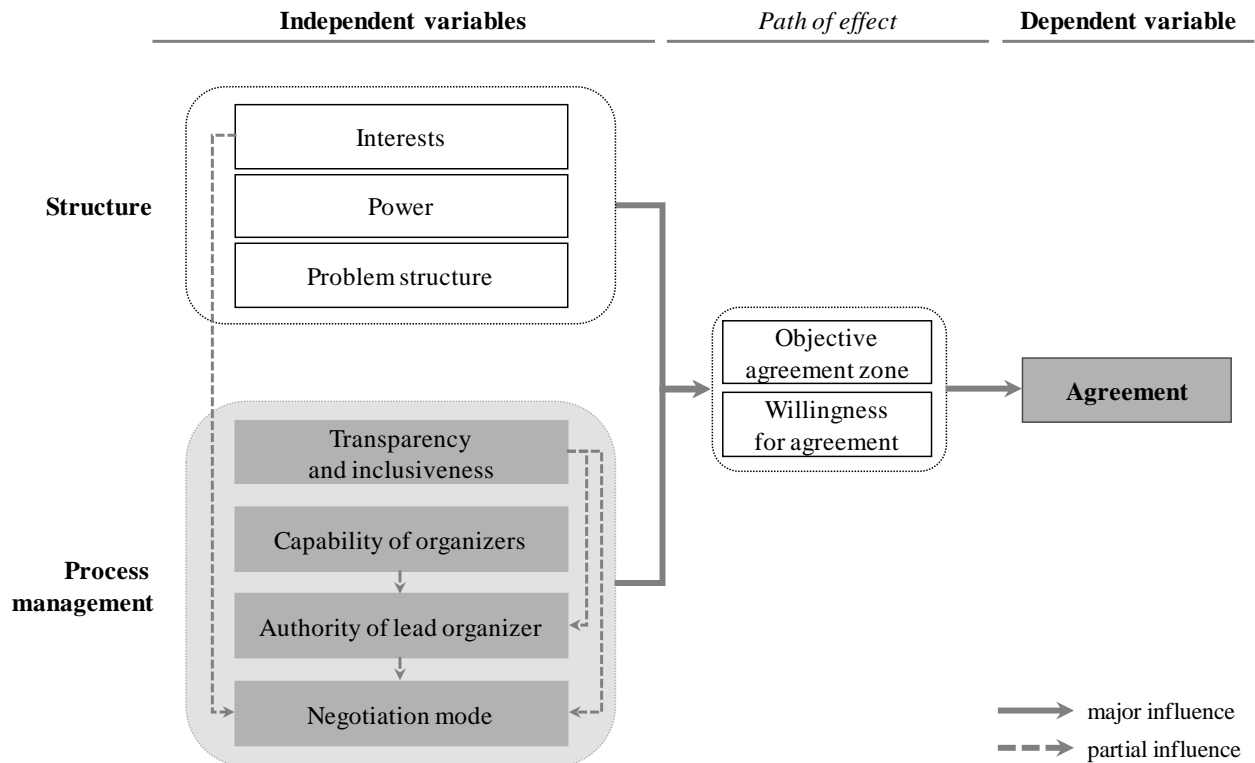 Independent variables
Path of effect
Dependent variable
Structure
Interests
Power
Problem structure
Objective
agreement zone
Willingness
for agreement
Agreement
Process
management
Transparency
and inclusiveness
Capability of organizers
Authority of lead organizer
Negotiation mode
major influence
partial influence